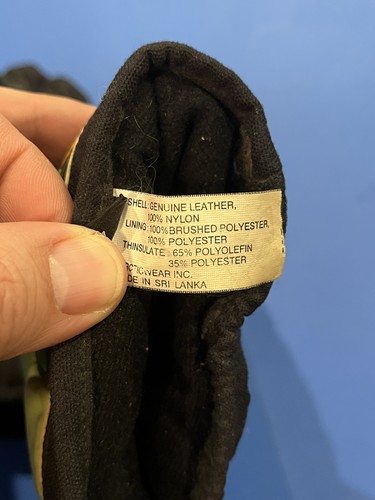 SHELL: GENUINE LEATHER,
100% NYLON
LINING: 100% BRUSHED POLYESTER,
100% POLYESTER
THINSULATE: 65% POLYOLEFIN
35% POLYESTER
RCTICWEAR INC.
DE IN SRI LANKA